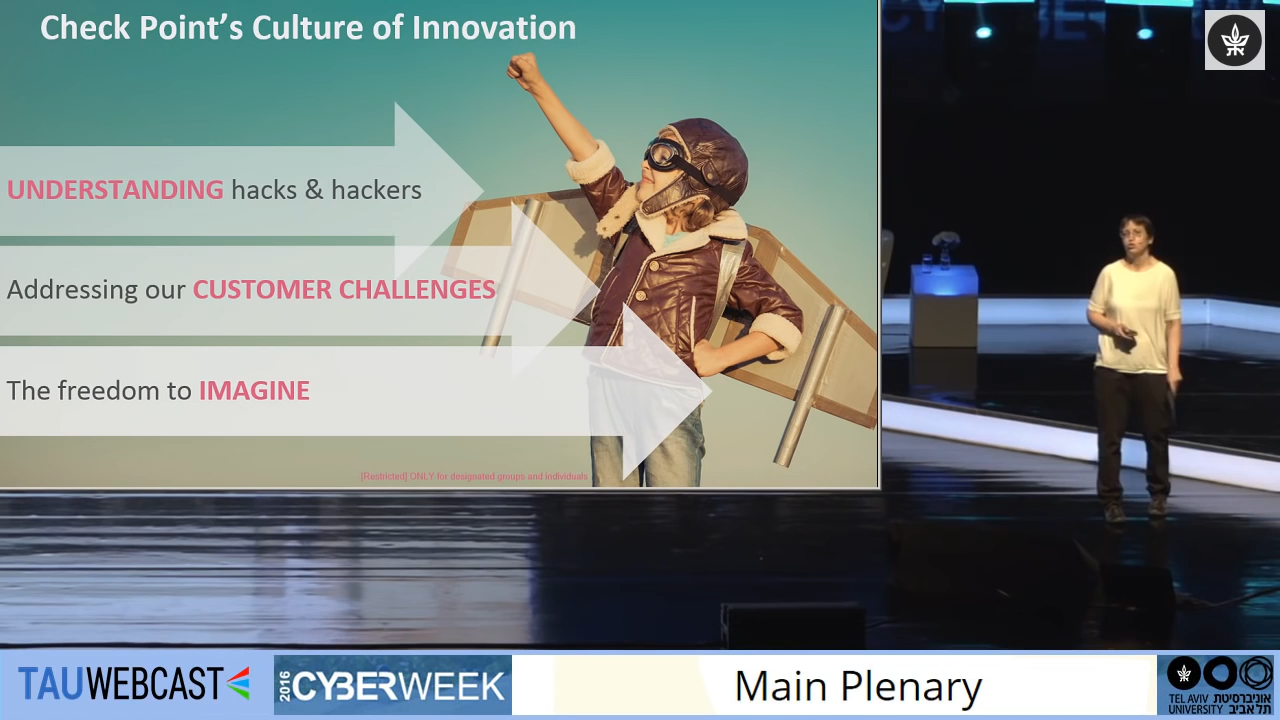 Check Point’s Culture of Innovation
UNDERSTANDING hacks & hackers
Addressing our CUSTOMER CHALLENGES
The freedom to IMAGINE
[Restricted] ONLY for designated groups and individuals
TAUWEBCAST
2016 CYBERWEEK
Main Plenary
TEL AVIV אוניברסיטת
UNIVERSITY תל אביב